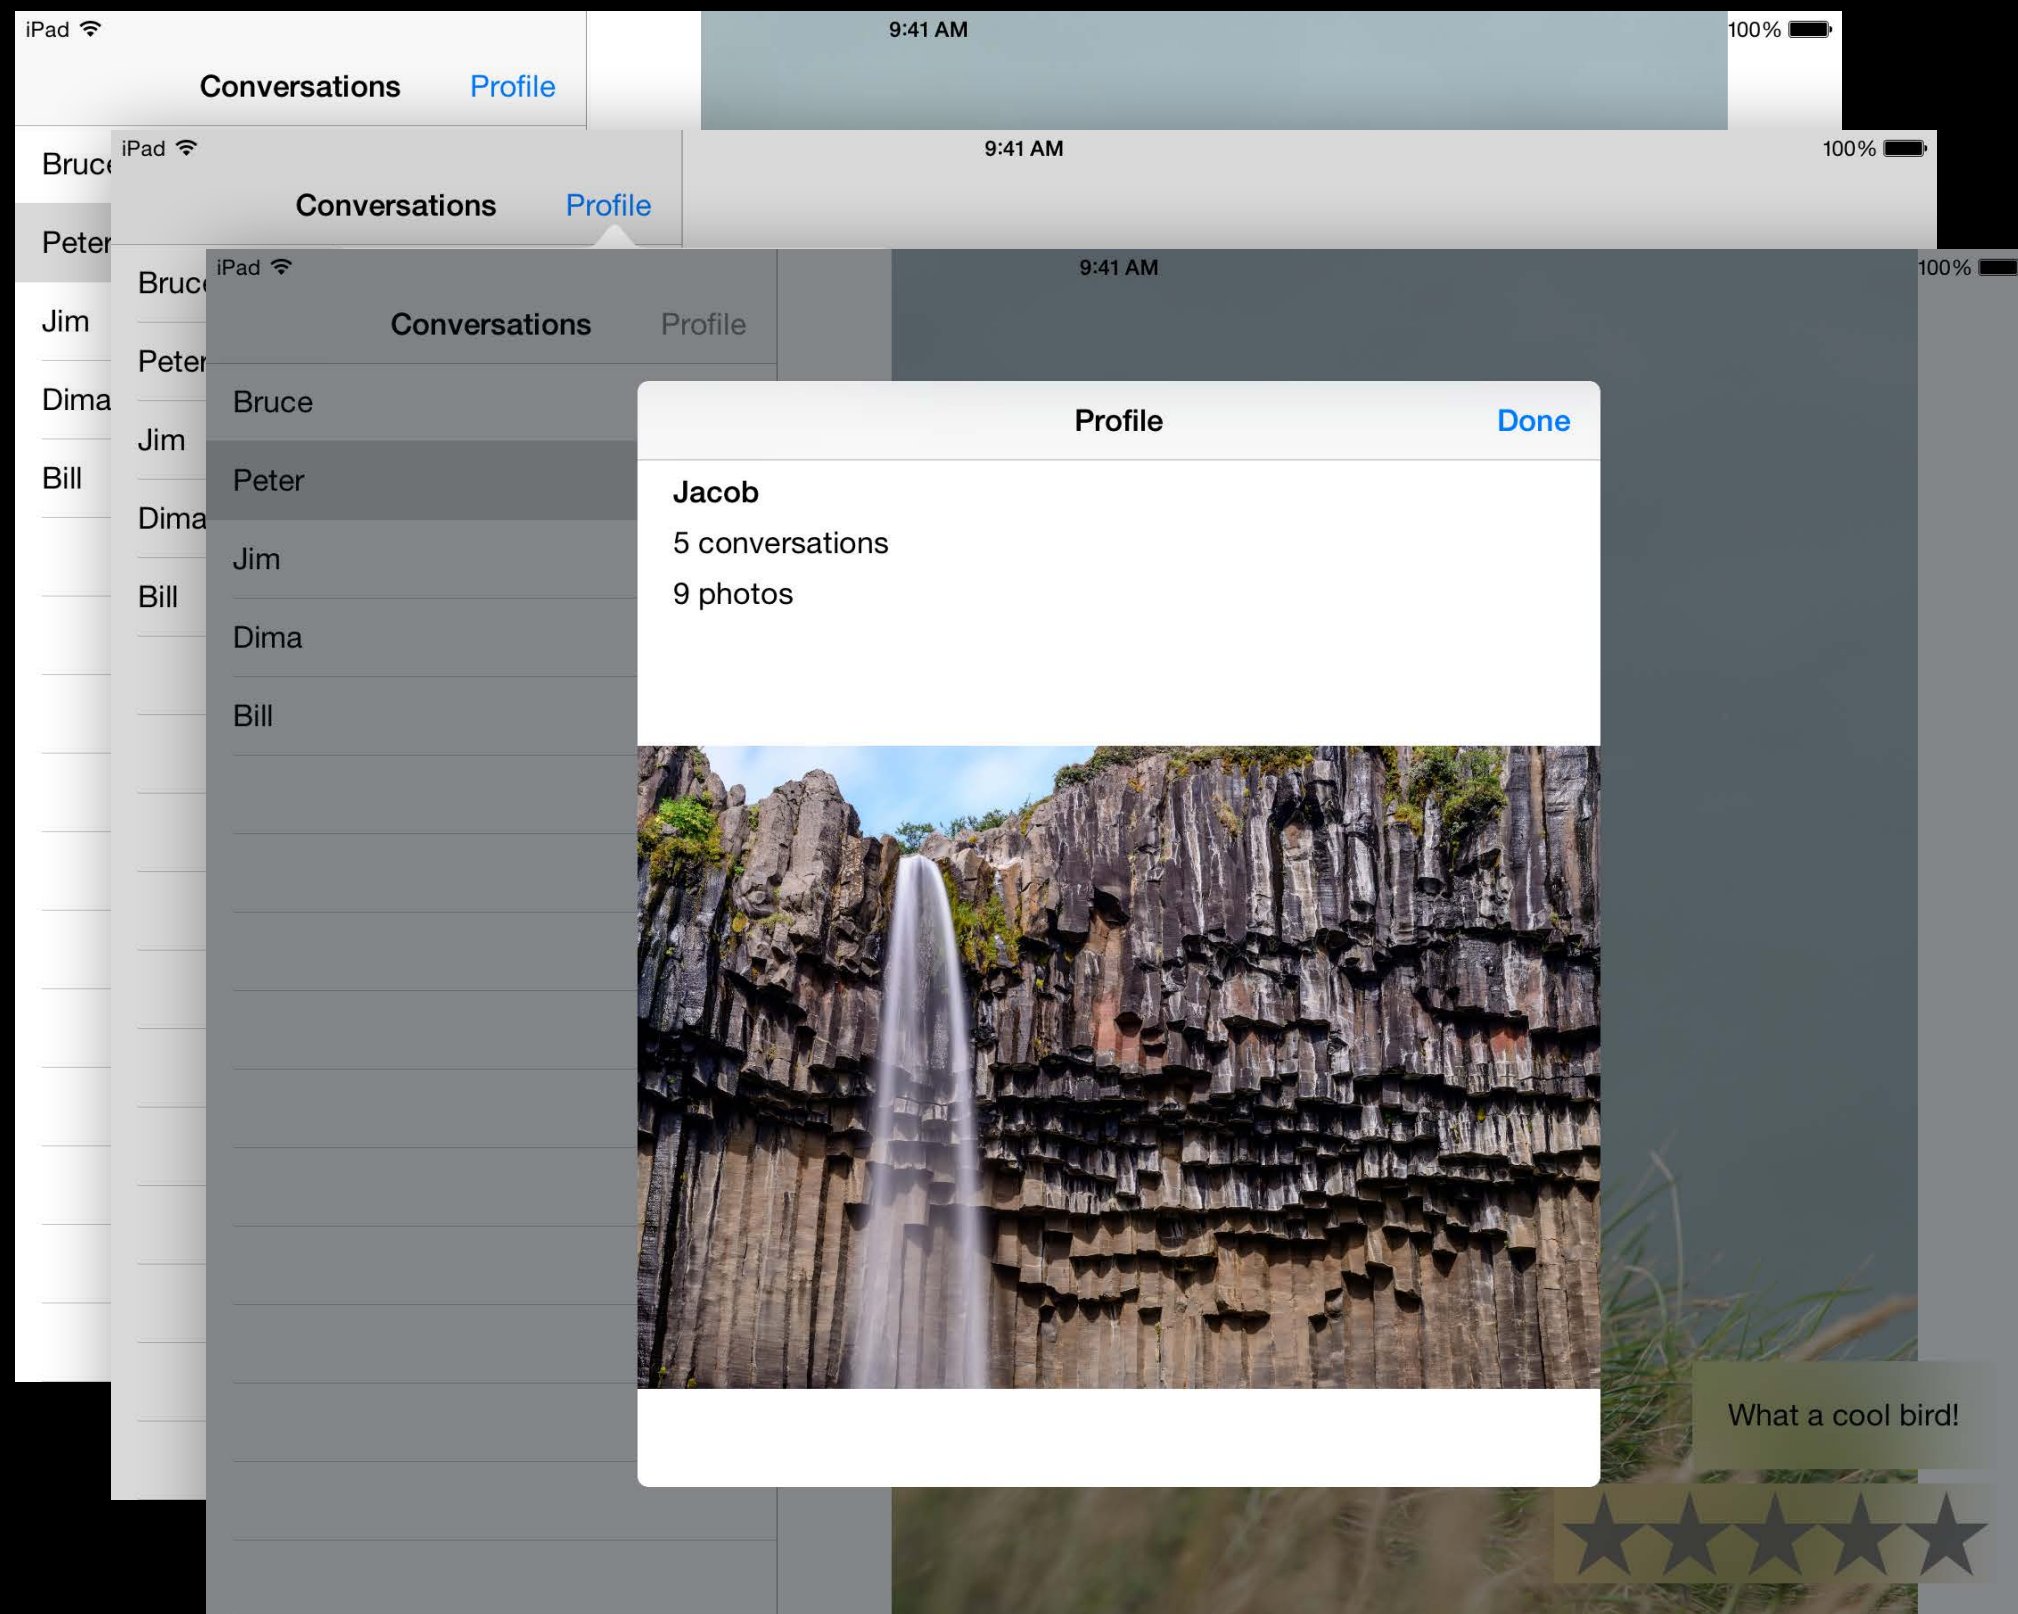 iPad 9:41 AM 100%
Conversations Profile
Bruce
Peter
Jim
Dima
Bill
iPad 9:41 AM 100%
Conversations Profile
Bruce
Peter
Jim
Dima
Bill
iPad 9:41 AM 100%
Conversations Profile
Bruce
Peter
Jim
Dima
Bill
Profile Done
Jacob
5 conversations
9 photos
What a cool bird!